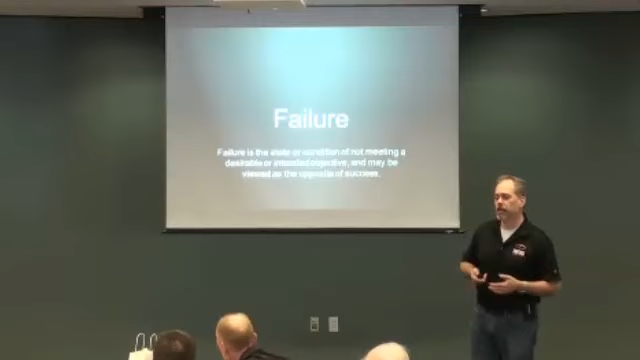 Failure
Failure is the state or condition of not meeting a
desirable or intended objective, and may be
viewed as the opposite of success.